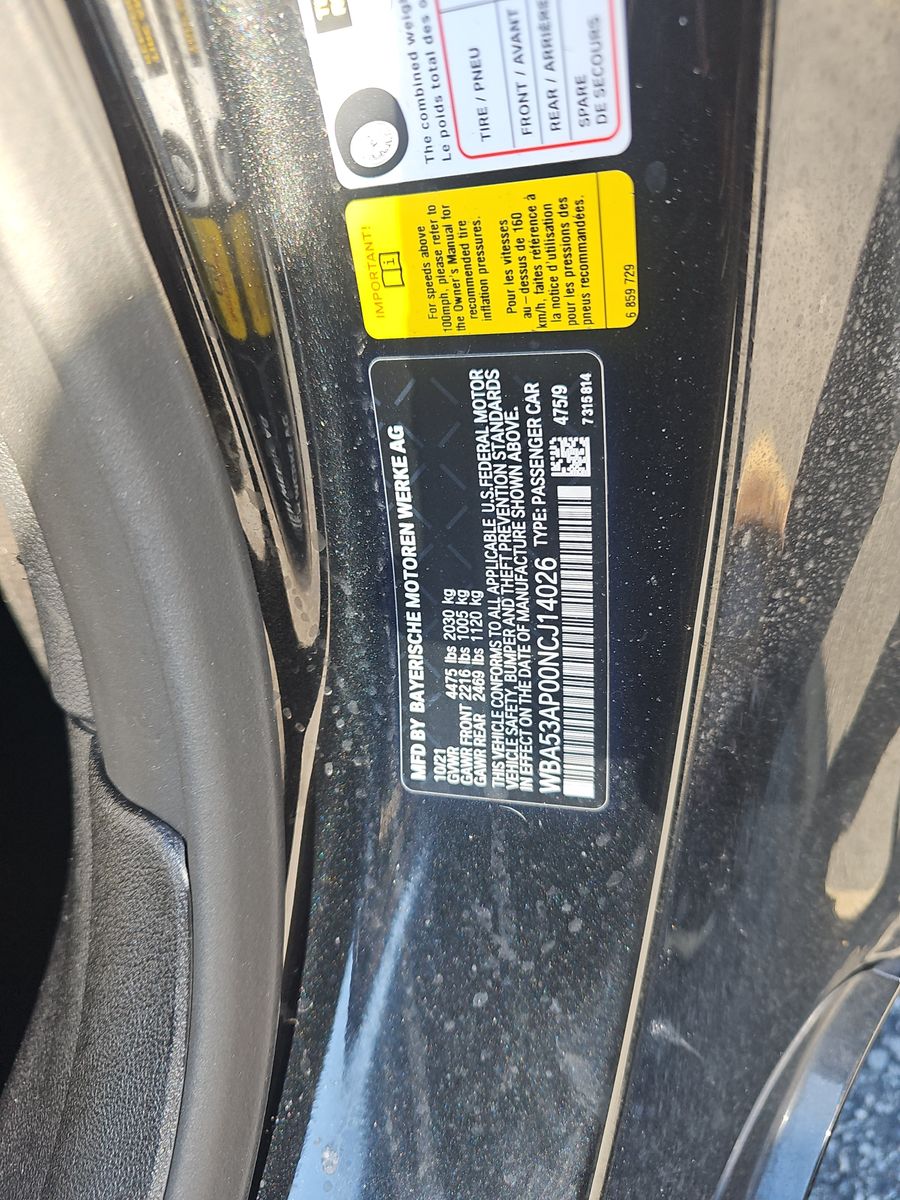 The combined weigh
Le poids total des o
TIRE / PNEU
FRONT / AVANT
REAR / ARRIÈRE
SPARE
DE SECOURS
IMPORTANT!
For speeds above
100mph, please refer to
the Owner's Manual for
recommended tire
inflation pressures.
Pour les vitesses
au - dessus de 160
km/h, faites référence à
la notice d'utilisation
pour les pressions des
pneus recommandées.
6 859 729
MFD BY BAYERISCHE MOTOREN WERKE AG
10/21
GVWR 4475 lbs 2030 kg
GAWR FRONT 2216 lbs 1005 kg
GAWR REAR 2469 lbs 1120 kg
THIS VEHICLE CONFORMS TO ALL APPLICABLE U.S.FEDERAL MOTOR
VEHICLE SAFETY, BUMPER AND THEFT PREVENTION STANDARDS
IN EFFECT ON THE DATE OF MANUFACTURE SHOWN ABOVE.
WBA53AP00NCJ14026 TYPE: PASSENGER CAR
475/9
7 315 814